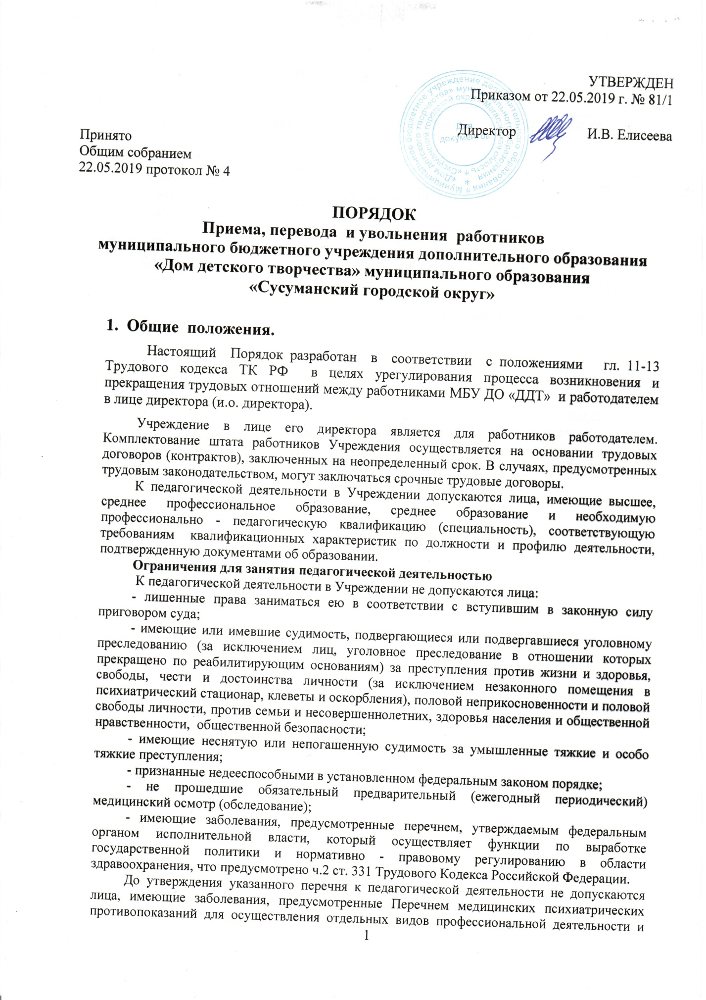 УТВЕРЖДЕН
Приказом от 22.05.2019 г. № 81/1
Директор И.В. Елисеева
Для
документов
Муниципальное бюджетное учреждение дополнительного образования
«Дом детского творчества» муниципального образования
«Сусуманский городской округ» Магаданская область
Принято
Общим собранием
22.05.2019 протокол № 4
ПОРЯДОК
Приема, перевода и увольнения работников
муниципального бюджетного учреждения дополнительного образования
«Дом детского творчества» муниципального образования
«Сусуманский городской округ»
1. Общие положения.
Настоящий Порядок разработан в соответствии с положениями гл. 11-13
Трудового кодекса ТК РФ в целях урегулирования процесса возникновения и
прекращения трудовых отношений между работниками МБУ ДО «ДДТ» и работодателем
в лице директора (и.о. директора).
Учреждение в лице его директора является для работников работодателем.
Комплектование штата работников Учреждения осуществляется на основании трудовых
договоров (контрактов), заключенных на неопределенный срок. В случаях, предусмотренных
трудовым законодательством, могут заключаться срочные трудовые договоры.
К педагогической деятельности в Учреждении допускаются лица, имеющие высшее,
среднее профессиональное образование, среднее образование и необходимую
профессионально - педагогическую квалификацию (специальность), соответствующую
требованиям квалификационных характеристик по должности и профилю деятельности,
подтвержденную документами об образовании.
Ограничения для занятия педагогической деятельностью
К педагогической деятельности в Учреждении не допускаются лица:
- лишенные права заниматься ею в соответствии с вступившим в законную силу
приговором суда;
- имеющие или имевшие судимость, подвергающиеся или подвергавшиеся уголовному
преследованию (за исключением лиц, уголовное преследование в отношении которых
прекращено по реабилитирующим основаниям) за преступления против жизни и здоровья,
свободы, чести и достоинства личности (за исключением незаконного помещения в
психиатрический стационар, клеветы и оскорбления), половой неприкосновенности и половой
свободы личности, против семьи и несовершеннолетних, здоровья населения и общественной
нравственности, общественной безопасности;
- имеющие неснятую или непогашенную судимость за умышленные тяжкие и особо
тяжкие преступления;
- признанные недееспособными в установленном федеральным законом порядке;
- не прошедшие обязательный предварительный (ежегодный периодический)
медицинский осмотр (обследование);
- имеющие заболевания, предусмотренные перечнем, утверждаемым федеральным
органом исполнительной власти, который осуществляет функции по выработке
государственной политики и нормативно - правовому регулированию в области
здравоохранения, что предусмотрено ч.2 ст. 331 Трудового Кодекса Российской Федерации.
До утверждения указанного перечня к педагогической деятельности не допускаются
лица, имеющие заболевания, предусмотренные Перечнем медицинских психиатрических
противопоказаний для осуществления отдельных видов профессиональной деятельности и
1